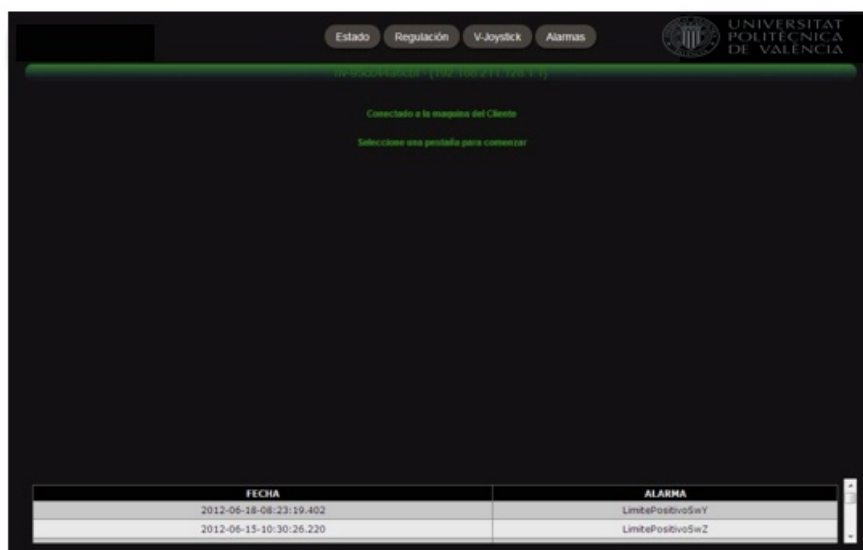 Estado Regulación V-Joystick Alarmas
UNIVERSITAT
POLITÈCNICA
DE VALÈNCIA
Conectado a la maquina del Cliente
Seleccione una pestaña para comenzar
FECHA ALARMA
2012-06-18-08:23:19.402 LimitePositivoSwY
2012-06-15-10:30:26.220 LimitePositivoSwZ